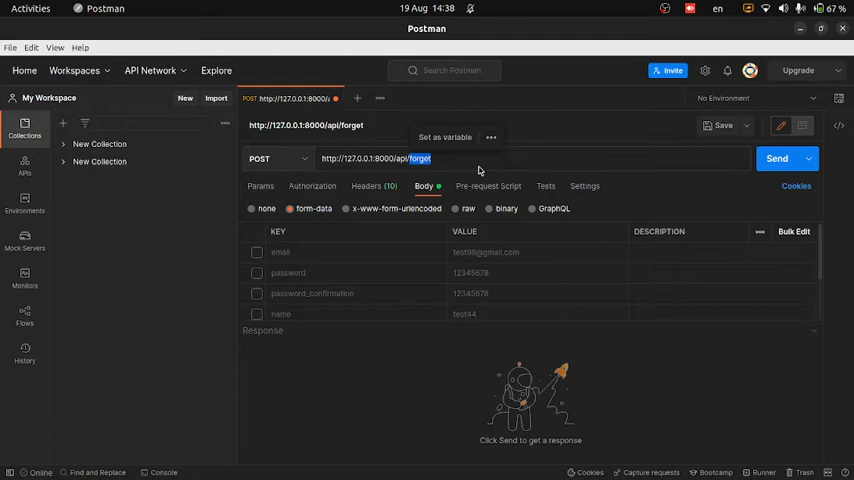 Activities Postman 19 Aug 14:38 en 67 %
Postman
File Edit View Help
Home Workspaces API Network Explore Search Postman Invite Upgrade
My Workspace New Import POST http://127.0.0.1:8000/a No Environment
Collections
New Collection
New Collection
APIs
Environments
Mock Servers
Monitors
Flows
History
http://127.0.0.1:8000/api/forget Save
Set as variable
POST http://127.0.0.1:8000/api/forget Send
Params Authorization Headers (10) Body Pre-request Script Tests Settings Cookies
none form-data x-www-form-urlencoded raw binary GraphQL
KEY VALUE DESCRIPTION Bulk Edit
email test99@gmail.com
password 12345678
password_confirmation 12345678
name test44
Response
Click Send to get a response
Online Find and Replace Console Cookies Capture requests Bootcamp Runner Trash